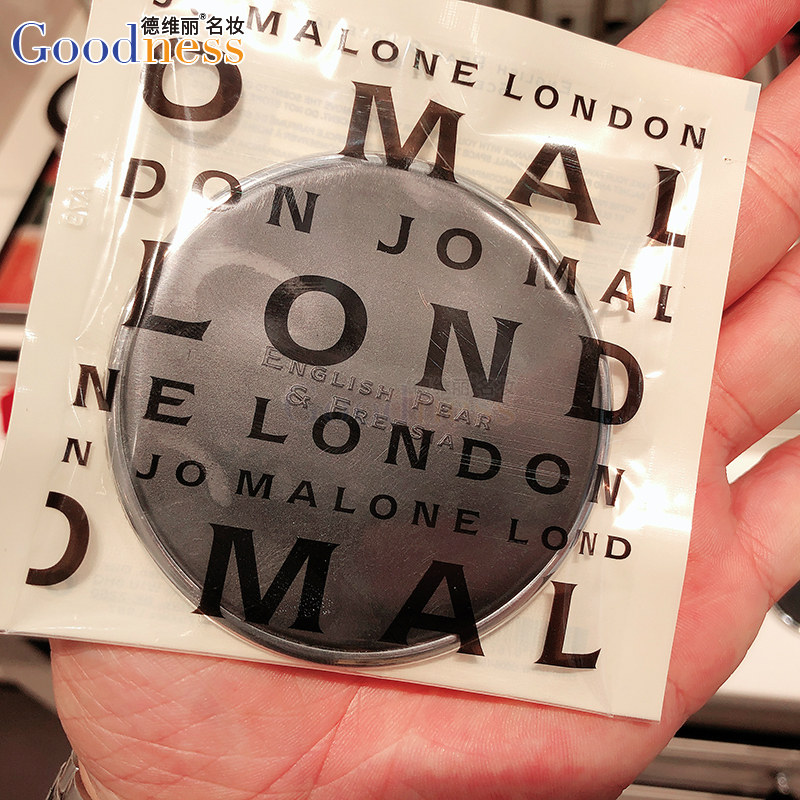 德维丽®名妆
Goodness
JO MALONE LONDON
O MAL
DON JO MAL
LOND
ENGLISH PEAR
& FREESIA
NE LONDON
N JO MALONE LOND
O MAL